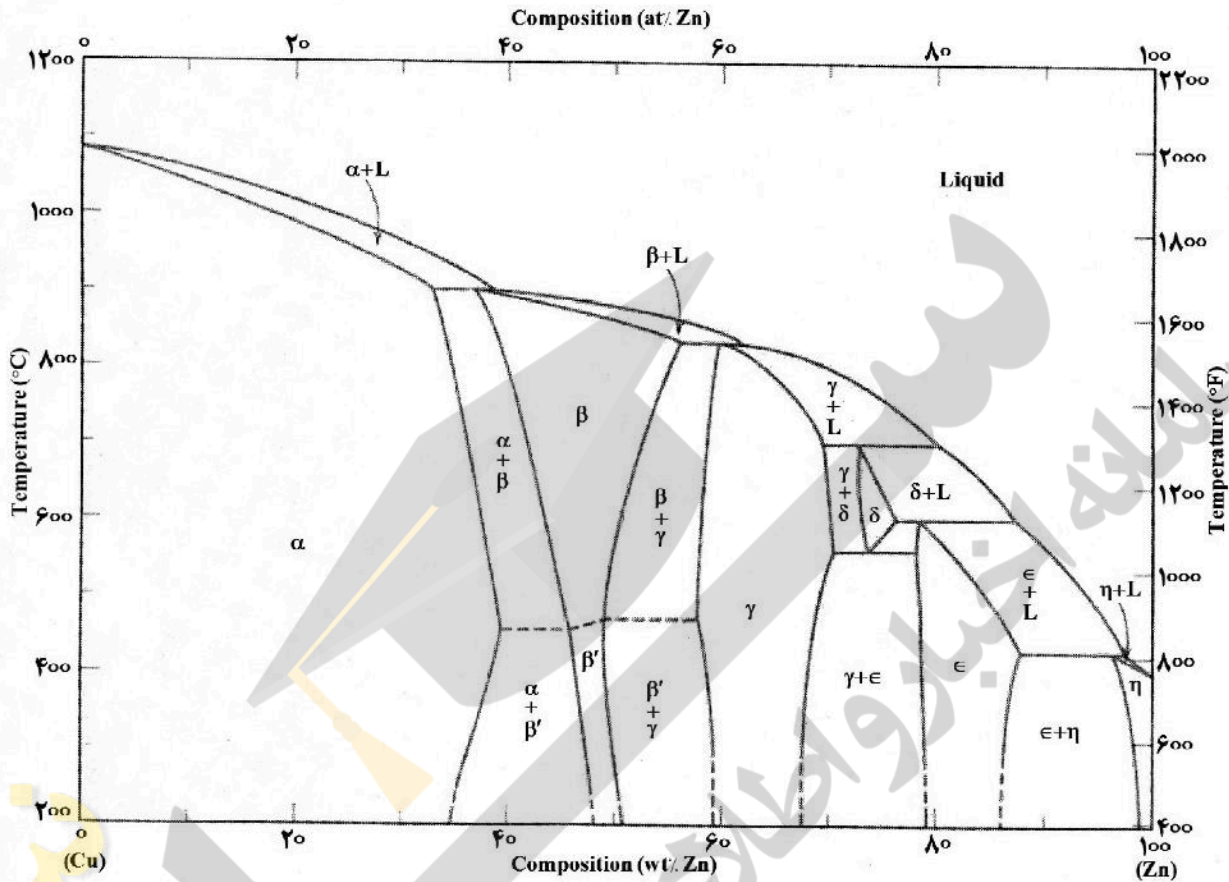 Composition (at٪ Zn)
۰ ۲۰ ۴۰ ۶۰ ۸۰ ۱۰۰
۱۲۰۰
۱۰۰۰
۸۰۰
۶۰۰
۴۰۰
۲۰۰
Temperature (°C)
۲۲۰۰
۲۰۰۰
۱۸۰۰
۱۶۰۰
۱۴۰۰
۱۲۰۰
۱۰۰۰
۸۰۰
۶۰۰
۴۰۰
Temperature (°F)
α+L
Liquid
β+L
γ
+
L
β
α
+
β
γ
+
δ
δ
δ+L
β
+
γ
α
ϵ
+
L
η+L
γ
β′
α
+
β′
β′
+
γ
γ+ϵ
ϵ
η
ϵ+η
۰ ۲۰ ۴۰ ۶۰ ۸۰ ۱۰۰
(Cu) Composition (wt٪ Zn) (Zn)